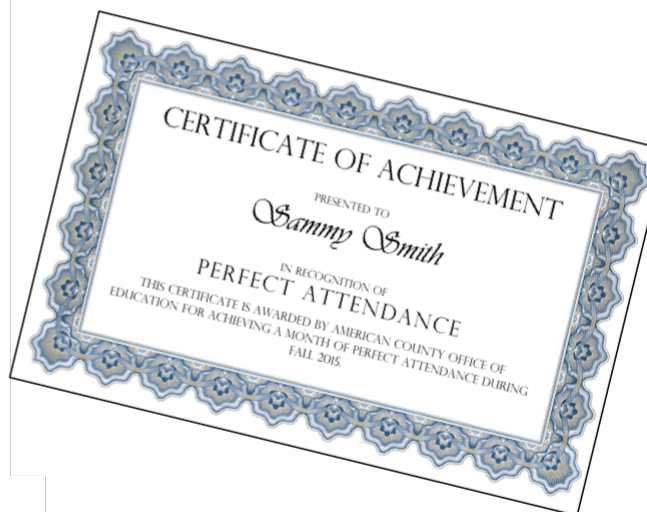 CERTIFICATE OF ACHIEVEMENT
PRESENTED TO
Sammy Smith
IN RECOGNITION OF
PERFECT ATTENDANCE
THIS CERTIFICATE IS AWARDED BY AMERICAN COUNTY OFFICE OF
EDUCATION FOR ACHIEVING A MONTH OF PERFECT ATTENDANCE DURING
FALL 2015.